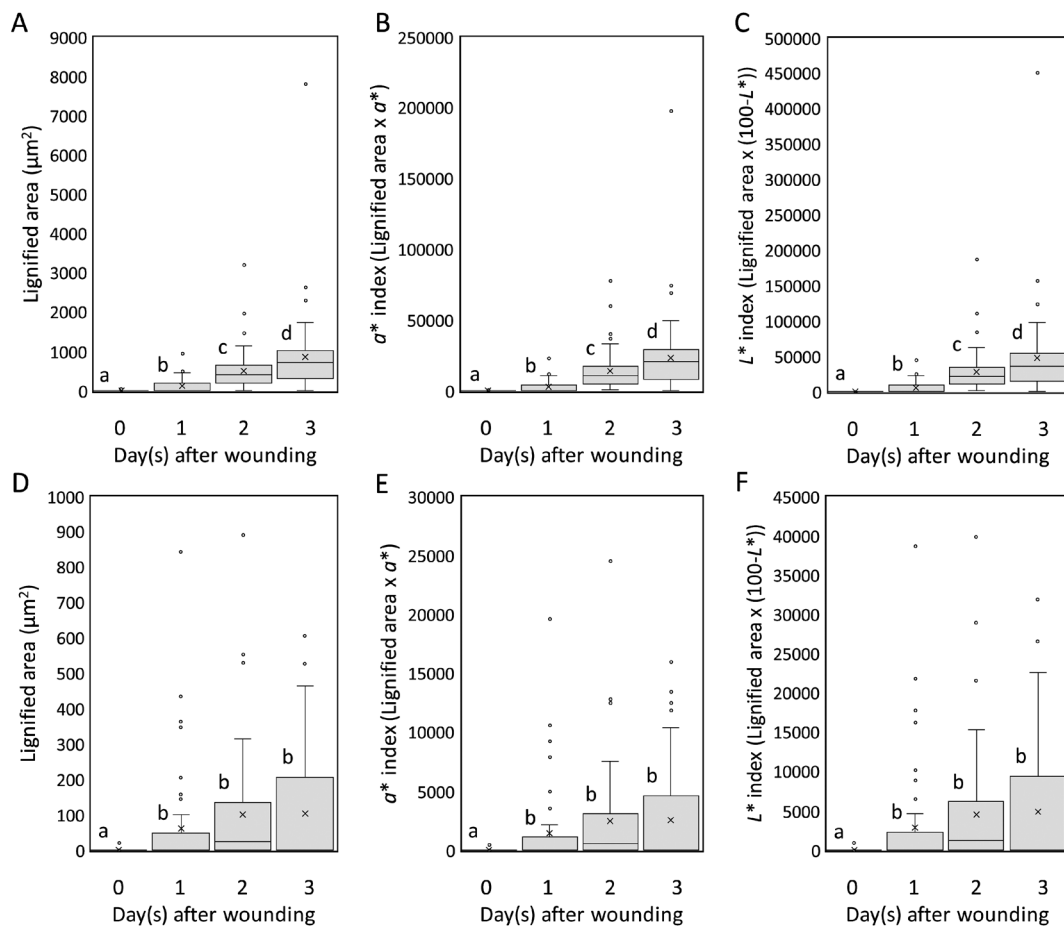 A
Lignified area (µm²)
9000
8000
7000
6000
5000
4000
3000
2000
1000
0
a
b
c
d
0 1 2 3
Day(s) after wounding
B
a* index (Lignified area x a*)
250000
200000
150000
100000
50000
0
a
b
c
d
0 1 2 3
Day(s) after wounding
C
L* index (Lignified area x (100-L*))
500000
450000
400000
350000
300000
250000
200000
150000
100000
50000
0
a
b
c
d
0 1 2 3
Day(s) after wounding
D
Lignified area (µm²)
1000
900
800
700
600
500
400
300
200
100
0
a
b
b
b
0 1 2 3
Day(s) after wounding
E
a* index (Lignified area x a*)
30000
25000
20000
15000
10000
5000
0
a
b
b
b
0 1 2 3
Day(s) after wounding
F
L* index (Lignified area x (100-L*))
45000
40000
35000
30000
25000
20000
15000
10000
5000
0
a
b
b
b
0 1 2 3
Day(s) after wounding